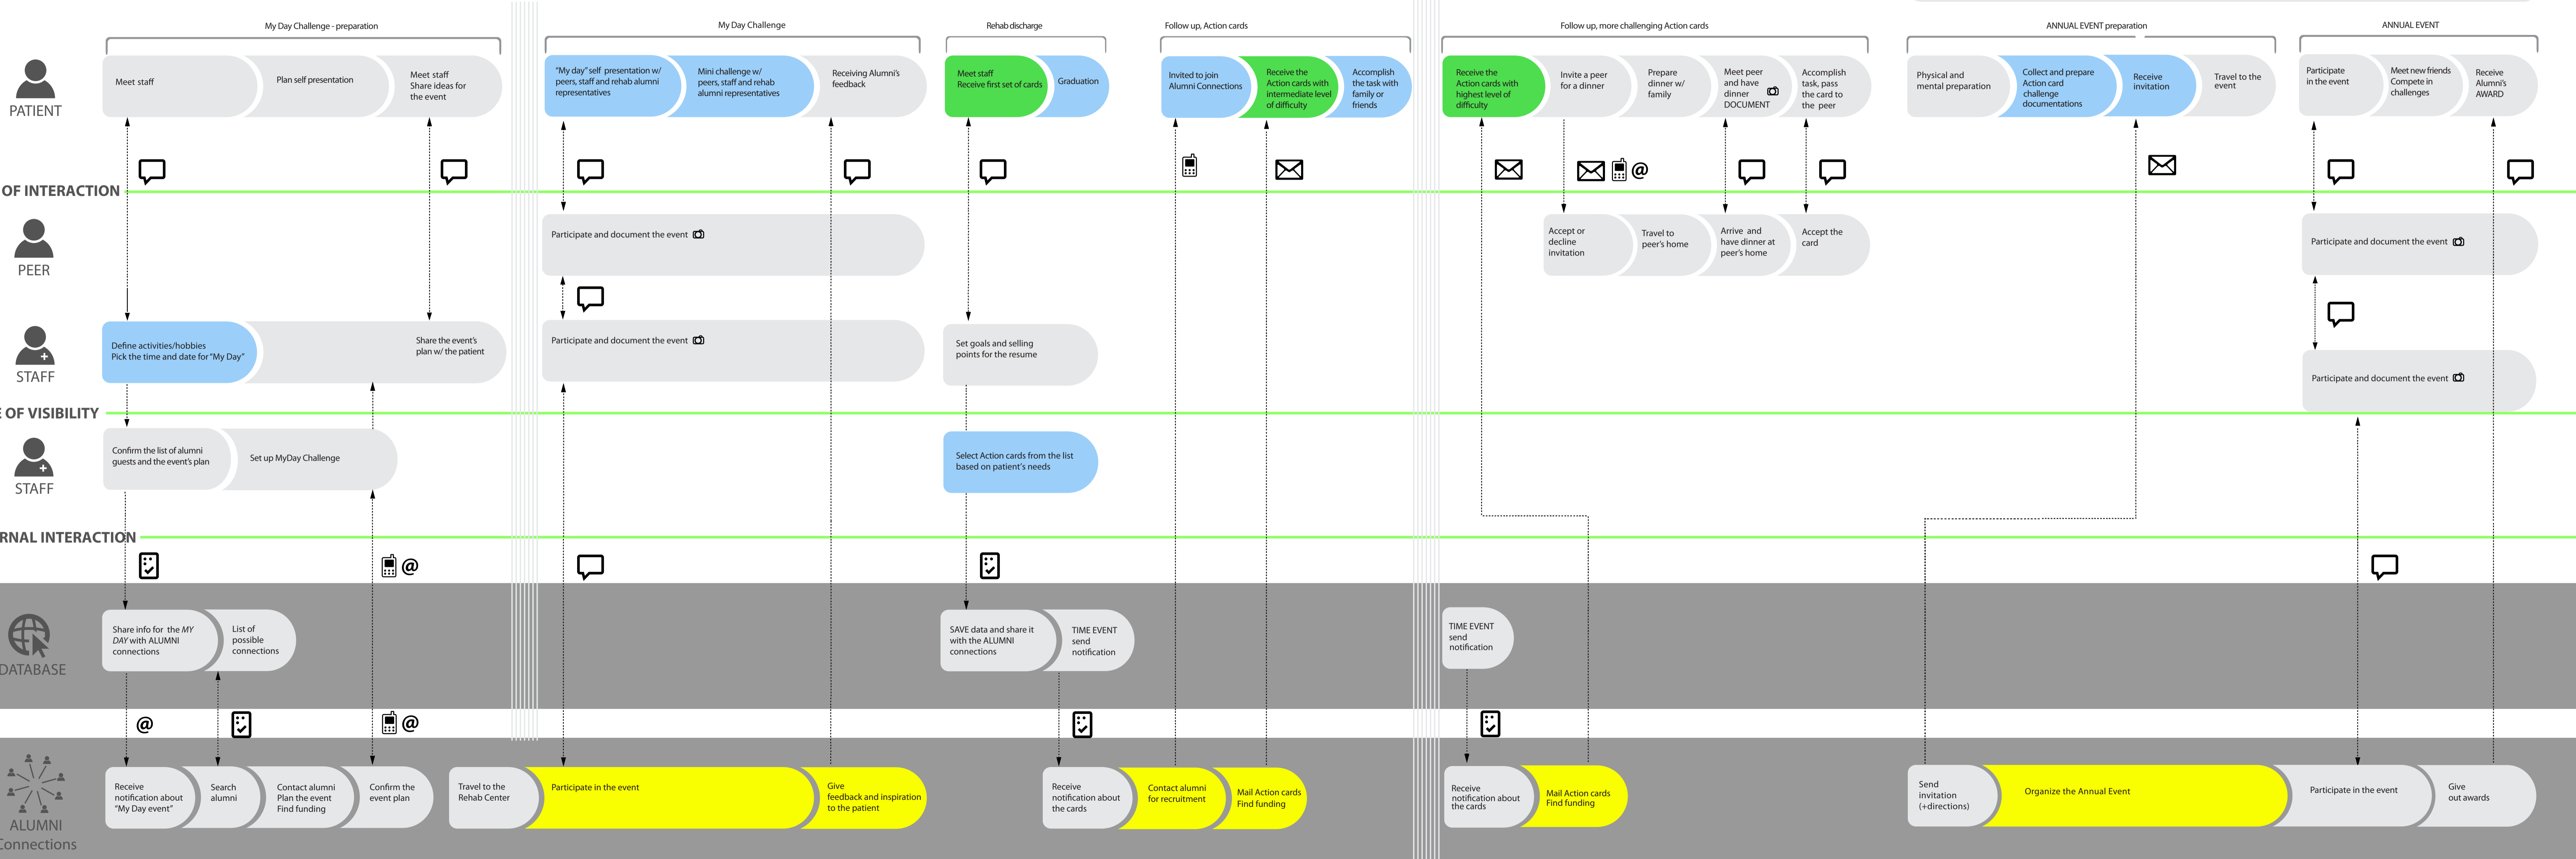 My Day Challenge - preparation
My Day Challenge
Rehab discharge
Follow up, Action cards
Follow up, more challenging Action cards
ANNUAL EVENT preparation
ANNUAL EVENT
PATIENT
Meet staff
Plan self presentation
Meet staff
Share ideas for
the event
"My day" self presentation w/
peers, staff and rehab alumni
representatives
Mini challenge w/
peers, staff and rehab
alumni representatives
Receiving Alumni's
feedback
Meet staff
Receive first set of cards
Graduation
Invited to join
Alumni Connections
Receive the
Action cards with
intermediate level
of difficulty
Accomplish
the task with
family or
friends
Receive the
Action cards with
highest level of
difficulty
Invite a peer
for a dinner
Prepare
dinner w/
family
Meet peer
and have
dinner
DOCUMENT
Accomplish
task, pass
the card to
the peer
Physical and
mental preparation
Collect and prepare
Action card
challenge
documentations
Receive
invitation
Travel to the
event
Participate
in the event
Meet new friends
Compete in
challenges
Receive
Alumni's
AWARD
@
OF INTERACTION
PEER
Participate and document the event
Accept or
decline
invitation
Travel to
peer's home
Arrive and
have dinner at
peer's home
Accept the
card
Participate and document the event
STAFF
Define activities/hobbies
Pick the time and date for "My Day"
Share the event's
plan w/ the patient
Participate and document the event
Set goals and selling
points for the resume
Participate and document the event
E OF VISIBILITY
STAFF
Confirm the list of alumni
guests and the event's plan
Set up MyDay Challenge
Select Action cards from the list
based on patient's needs
RNAL INTERACTION
@
DATABASE
Share info for the MY
DAY with ALUMNI
connections
List of
possible
connections
SAVE data and share it
with the ALUMNI
connections
TIME EVENT
send
notification
TIME EVENT
send
notification
@
@
ALUMNI
Connections
Receive
notification about
"My Day event"
Search
alumni
Contact alumni
Plan the event
Find funding
Confirm the
event plan
Travel to the
Rehab Center
Participate in the event
Give
feedback and inspiration
to the patient
Receive
notification about
the cards
Contact alumni
for recruitment
Mail Action cards
Find funding
Receive
notification about
the cards
Mail Action cards
Find funding
Send
invitation
(+directions)
Organize the Annual Event
Participate in the event
Give
out awards